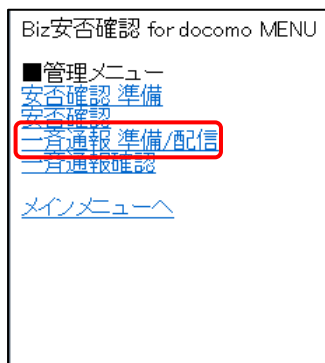 Biz安否確認 for docomo MENU
■管理メニュー
安否確認 準備
安否確認
一斉通報 準備/配信
一斉通報確認
メインメニューへ